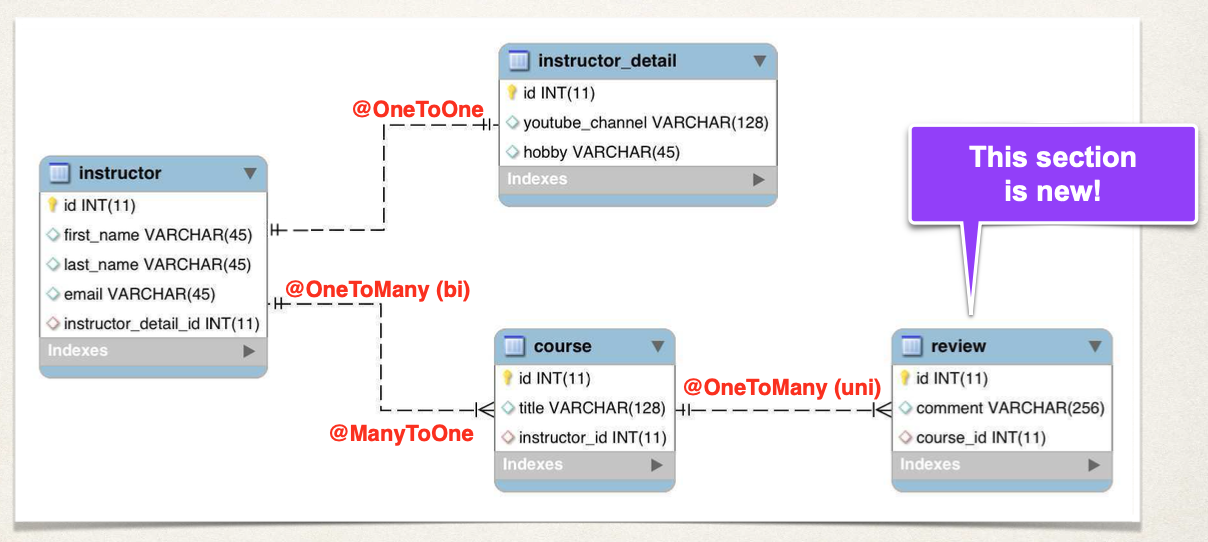 instructor_detail
id INT(11)
youtube_channel VARCHAR(128)
hobby VARCHAR(45)
Indexes
@OneToOne
This section
is new!
instructor
id INT(11)
first_name VARCHAR(45)
last_name VARCHAR(45)
email VARCHAR(45)
instructor_detail_id INT(11)
Indexes
@OneToMany (bi)
@ManyToOne
course
id INT(11)
title VARCHAR(128)
instructor_id INT(11)
Indexes
@OneToMany (uni)
review
id INT(11)
comment VARCHAR(256)
course_id INT(11)
Indexes